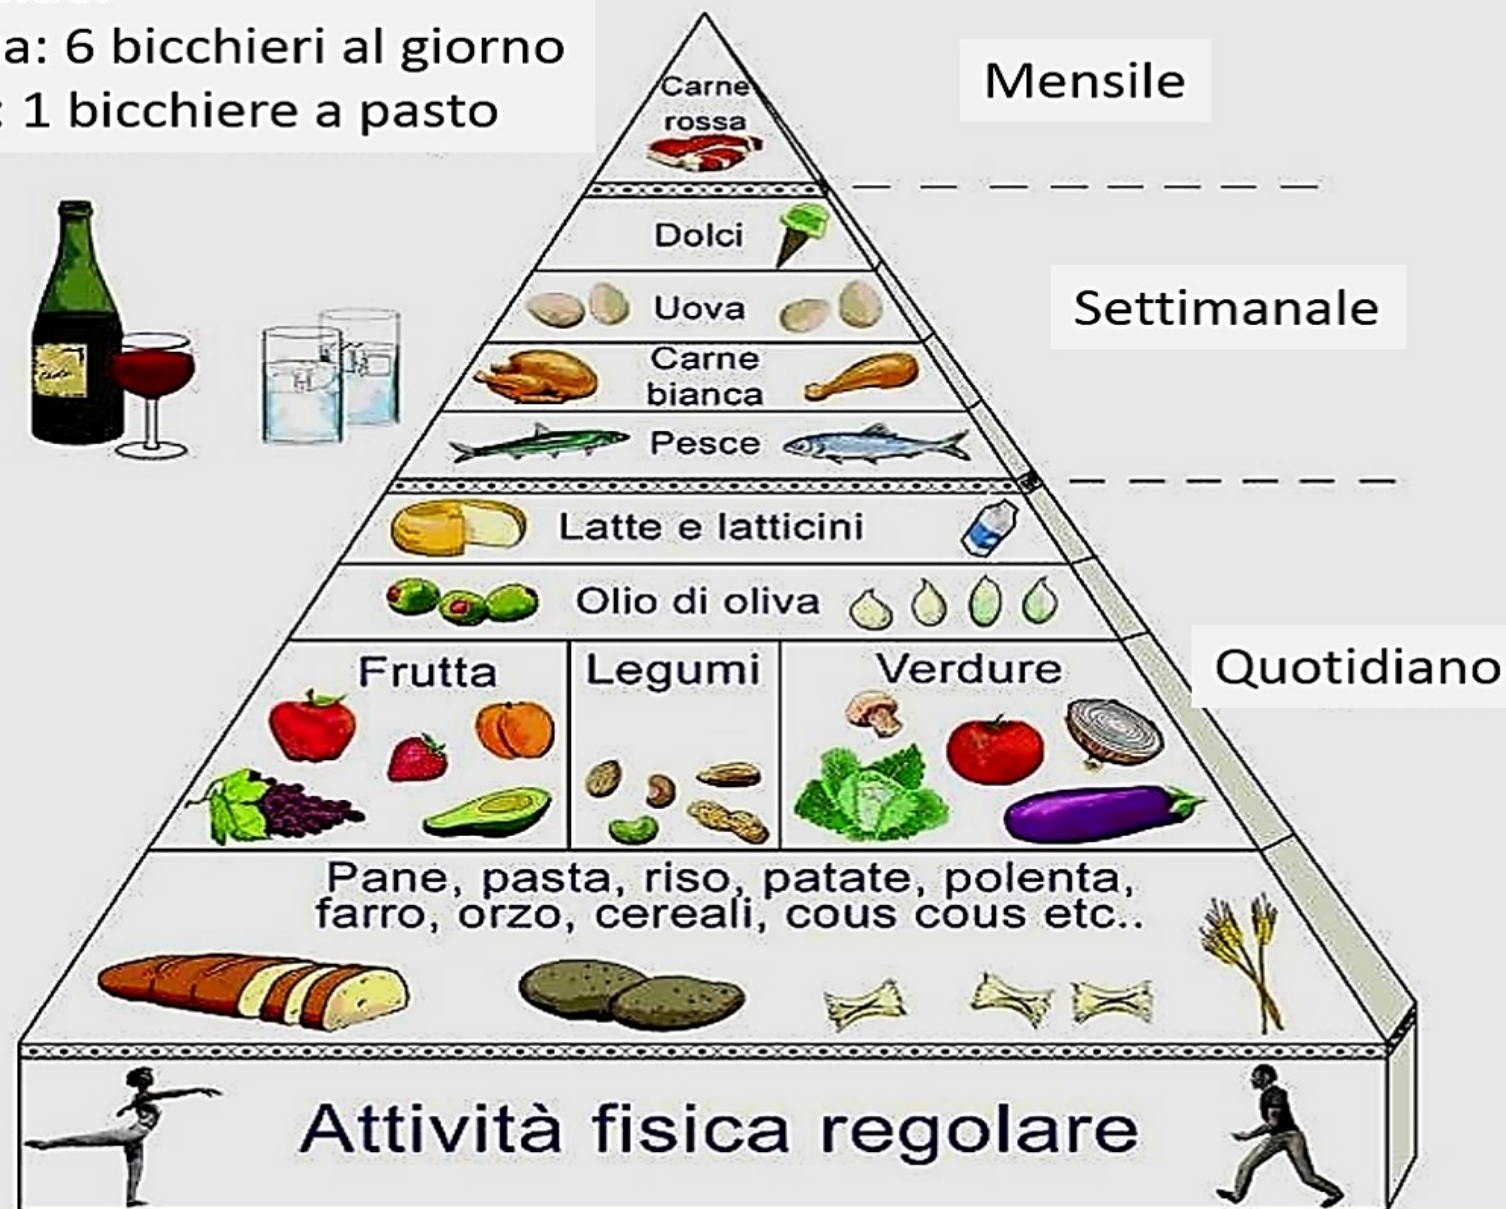 6 bicchieri al giorno
1 bicchiere a pasto
Mensile
Carne
rossa
Dolci
Settimanale
Uova
Carne
bianca
Pesce
Latte e latticini
Olio di oliva
Quotidiano
Frutta
Legumi
Verdure
Pane, pasta, riso, patate, polenta,
farro, orzo, cereali, cous cous etc..
Attività fisica regolare